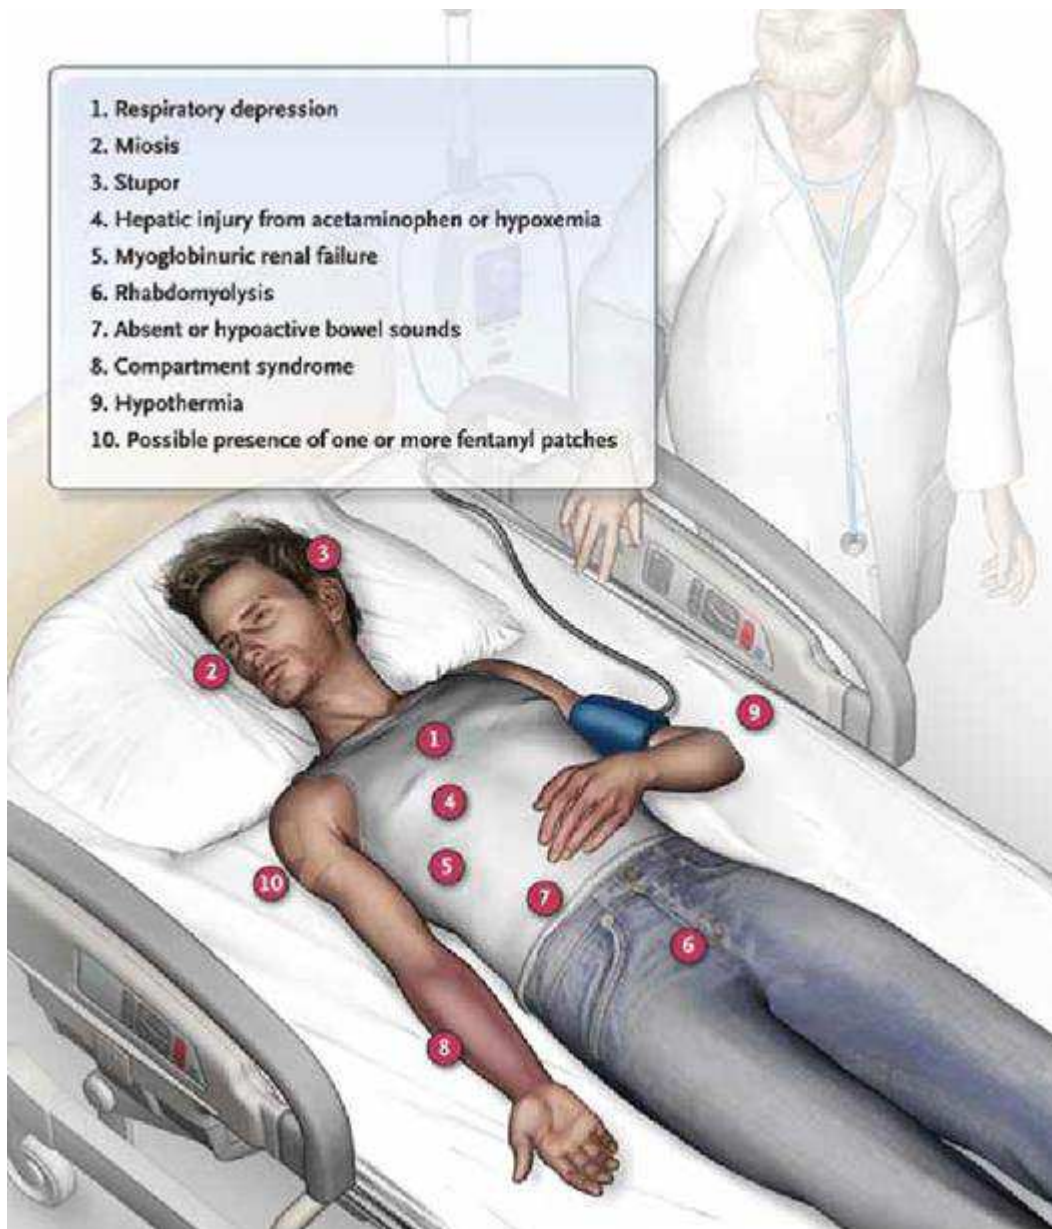 1. Respiratory depression
2. Miosis
3. Stupor
4. Hepatic injury from acetaminophen or hypoxemia
5. Myoglobinuric renal failure
6. Rhabdomyolysis
7. Absent or hypoactive bowel sounds
8. Compartment syndrome
9. Hypothermia
10. Possible presence of one or more fentanyl patches
3
2
9
1
4
5
10
7
6
8